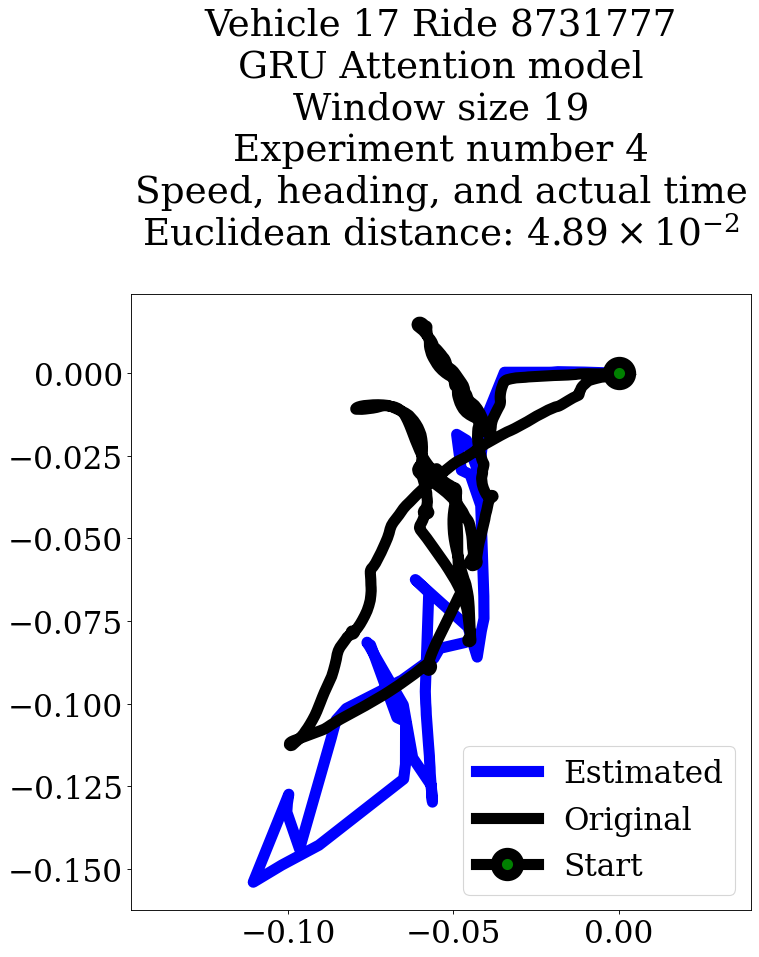 Vehicle 17 Ride 8731777
GRU Attention model
Window size 19
Experiment number 4
Speed, heading, and actual time
Euclidean distance: 4.89 × 10⁻²
0.000
−0.025
−0.050
−0.075
−0.100
−0.125
−0.150
Estimated
Original
Start
−0.10 −0.05 0.00